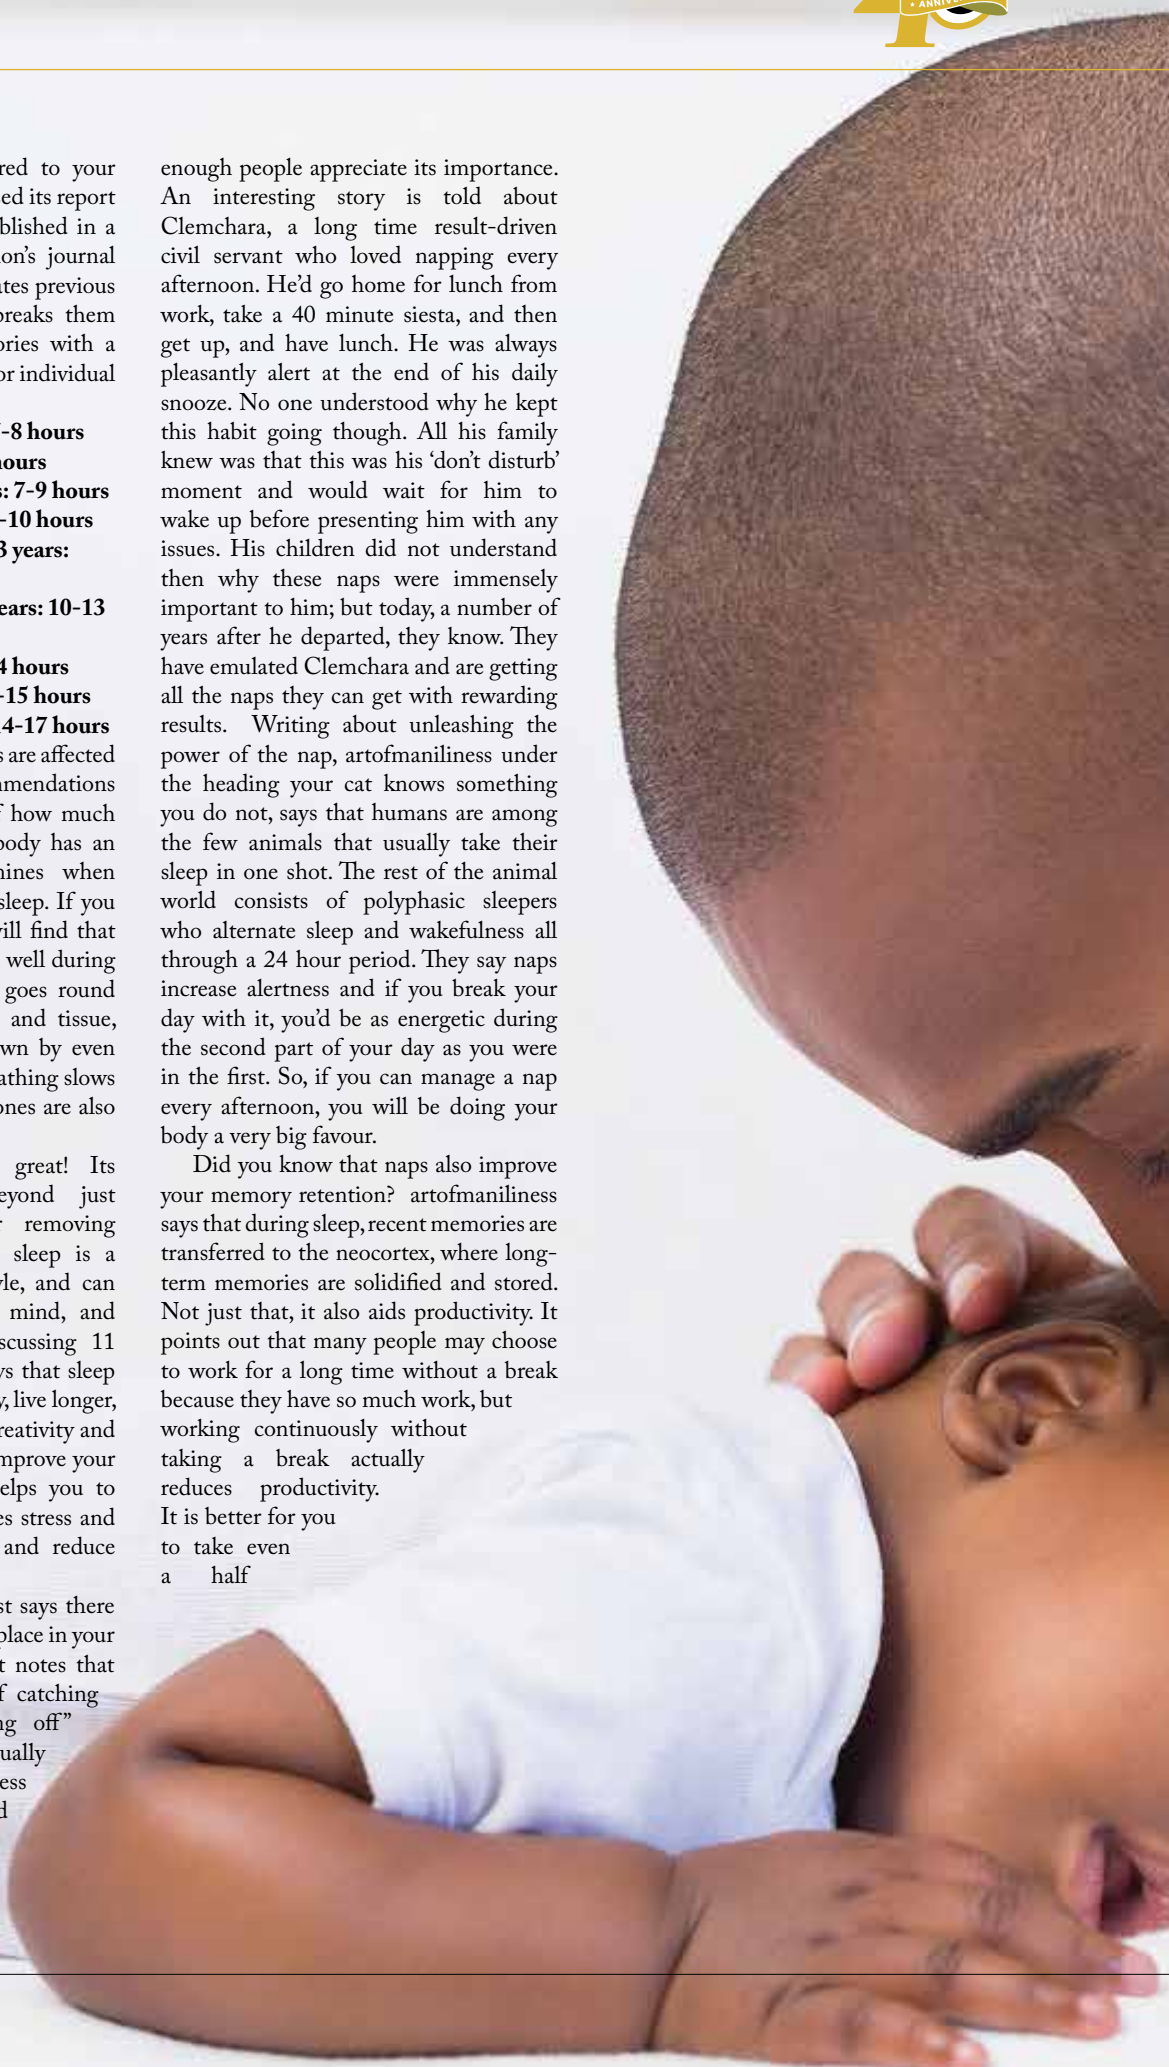 red to your
ed its report
blished in a
ion's journal
ates previous
breaks them
ories with a
or individual
-8 hours
hours
s: 7-9 hours
-10 hours
3 years:
ears: 10-13
4 hours
-15 hours
14-17 hours
s are affected
mmendations
f how much
body has an
mines when
sleep. If you
will find that
well during
goes round
and tissue,
wn by even
athing slows
ones are also
great! Its
eyond just
r removing
sleep is a
yle, and can
mind, and
scussing 11
ys that sleep
y, live longer,
reativity and
mprove your
elps you to
es stress and
and reduce
st says there
place in your
t notes that
f catching
ng off”
ually
ess
d
enough people appreciate its importance.
An interesting story is told about
Clemchara, a long time result-driven
civil servant who loved napping every
afternoon. He’d go home for lunch from
work, take a 40 minute siesta, and then
get up, and have lunch. He was always
pleasantly alert at the end of his daily
snooze. No one understood why he kept
this habit going though. All his family
knew was that this was his ‘don’t disturb’
moment and would wait for him to
wake up before presenting him with any
issues. His children did not understand
then why these naps were immensely
important to him; but today, a number of
years after he departed, they know. They
have emulated Clemchara and are getting
all the naps they can get with rewarding
results. Writing about unleashing the
power of the nap, artofmaniliness under
the heading your cat knows something
you do not, says that humans are among
the few animals that usually take their
sleep in one shot. The rest of the animal
world consists of polyphasic sleepers
who alternate sleep and wakefulness all
through a 24 hour period. They say naps
increase alertness and if you break your
day with it, you’d be as energetic during
the second part of your day as you were
in the first. So, if you can manage a nap
every afternoon, you will be doing your
body a very big favour.
Did you know that naps also improve
your memory retention? artofmaniliness
says that during sleep, recent memories are
transferred to the neocortex, where long-
term memories are solidified and stored.
Not just that, it also aids productivity. It
points out that many people may choose
to work for a long time without a break
because they have so much work, but
working continuously without
taking a break actually
reduces productivity.
It is better for you
to take even
a half